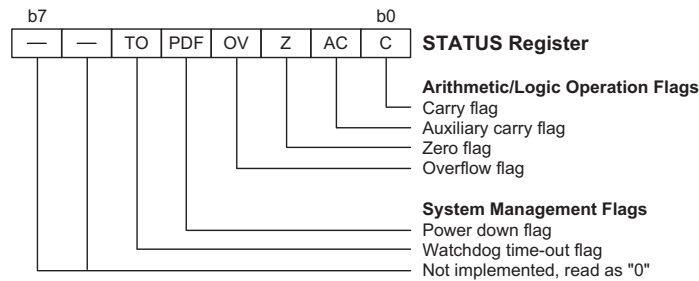 b7 b0
— — TO PDF OV Z AC C STATUS Register
Arithmetic/Logic Operation Flags
Carry flag
Auxiliary carry flag
Zero flag
Overflow flag
System Management Flags
Power down flag
Watchdog time-out flag
Not implemented, read as "0"